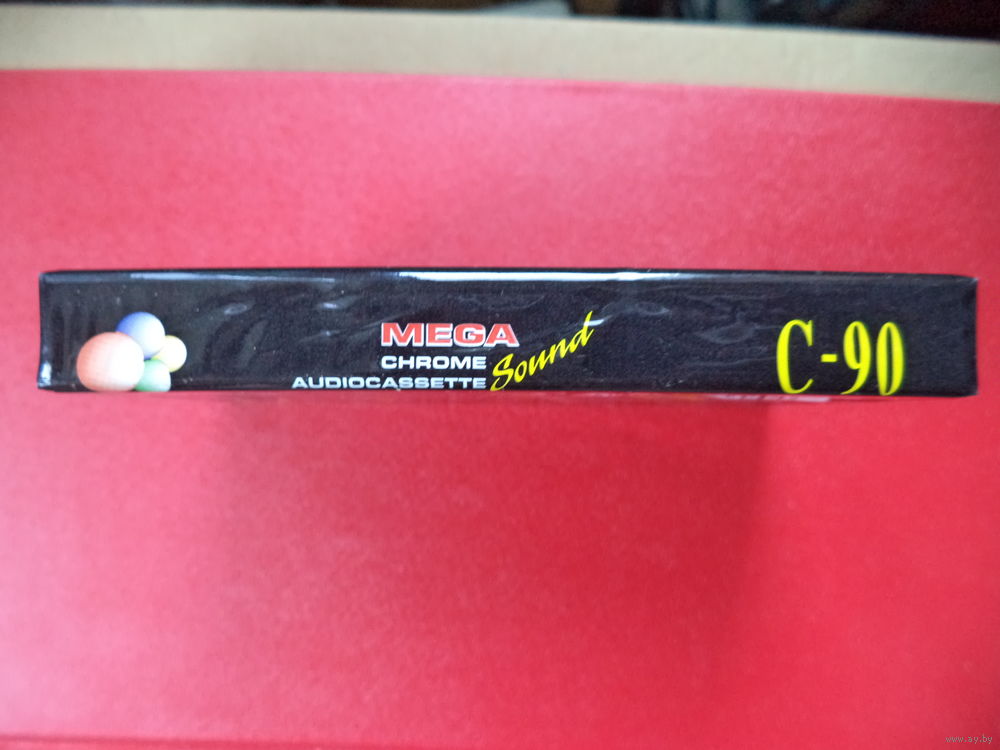 MEGA
CHROME
AUDIOCASSETTE
Sound
C-90
www.ay.by